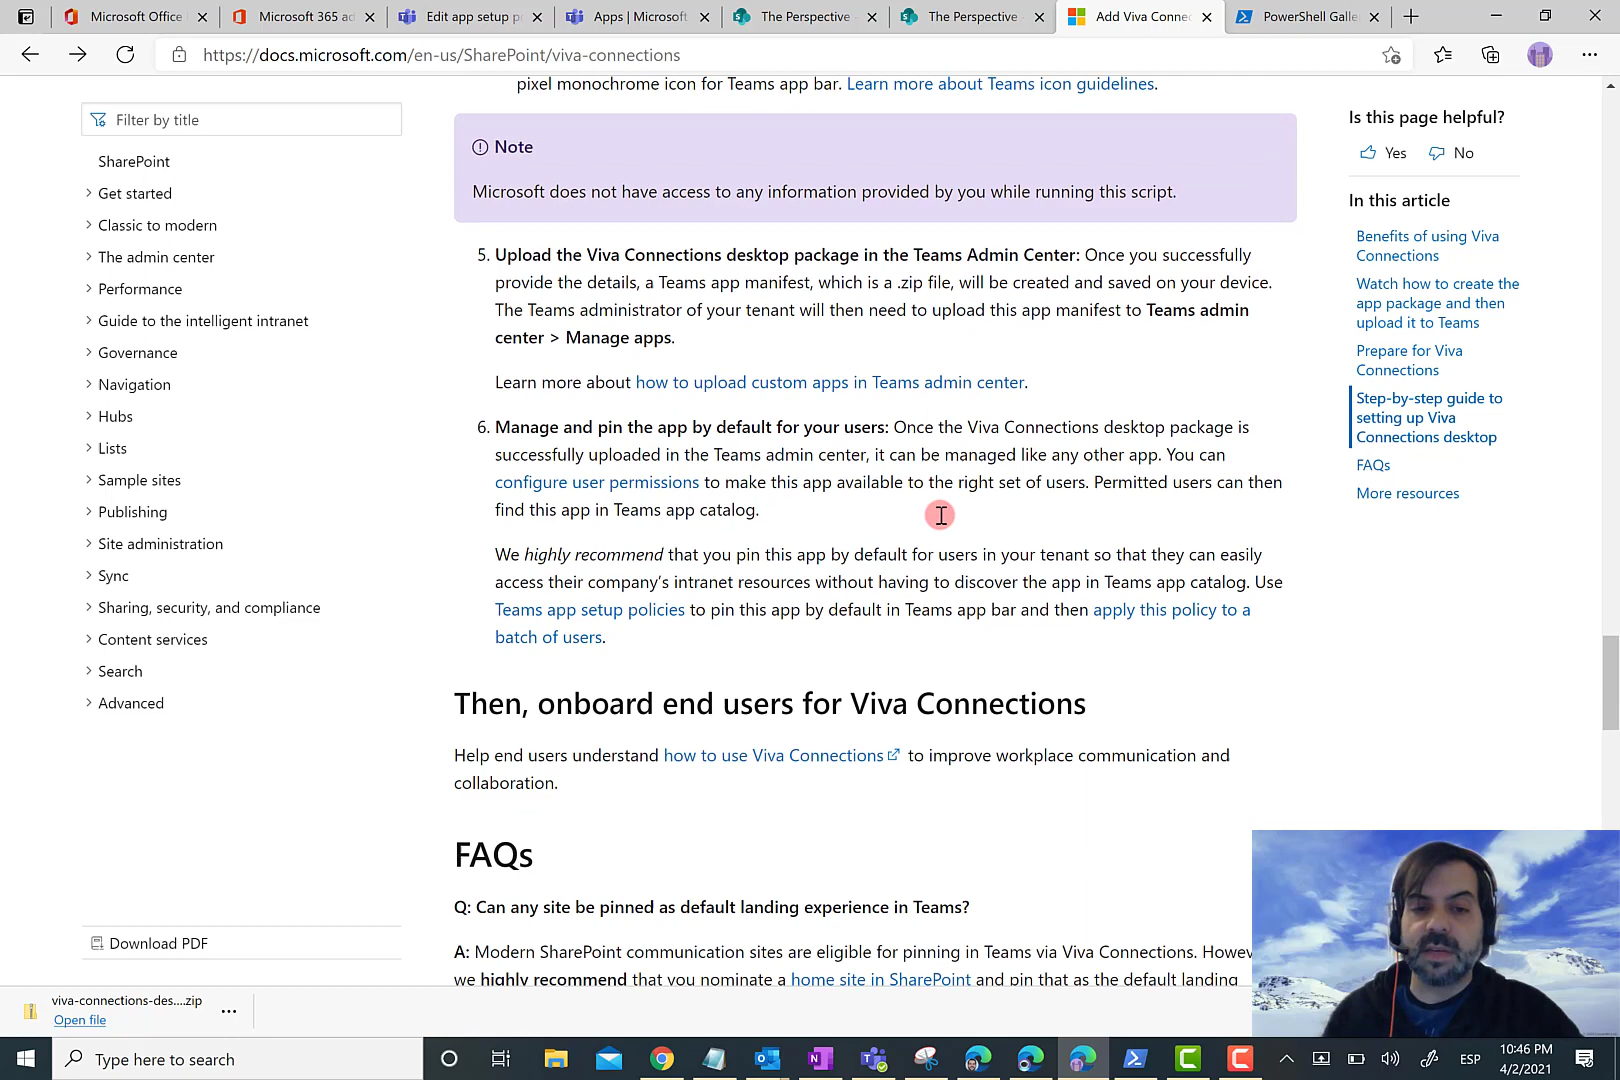 Microsoft Office
Microsoft 365 ad
Edit app setup p
Apps | Microsoft
The Perspective
The Perspective
Add Viva Connec
PowerShell Galle
https://docs.microsoft.com/en-us/SharePoint/viva-connections
pixel monochrome icon for Teams app bar. Learn more about Teams icon guidelines.
Filter by title
SharePoint
Get started
Classic to modern
The admin center
Performance
Guide to the intelligent intranet
Governance
Navigation
Hubs
Lists
Sample sites
Publishing
Site administration
Sync
Sharing, security, and compliance
Content services
Search
Advanced
Download PDF
Note
Microsoft does not have access to any information provided by you while running this script.
5. Upload the Viva Connections desktop package in the Teams Admin Center: Once you successfully
provide the details, a Teams app manifest, which is a .zip file, will be created and saved on your device.
The Teams administrator of your tenant will then need to upload this app manifest to Teams admin
center > Manage apps.
Learn more about how to upload custom apps in Teams admin center.
6. Manage and pin the app by default for your users: Once the Viva Connections desktop package is
successfully uploaded in the Teams admin center, it can be managed like any other app. You can
configure user permissions to make this app available to the right set of users. Permitted users can then
find this app in Teams app catalog.
We highly recommend that you pin this app by default for users in your tenant so that they can easily
access their company's intranet resources without having to discover the app in Teams app catalog. Use
Teams app setup policies to pin this app by default in Teams app bar and then apply this policy to a
batch of users.
Then, onboard end users for Viva Connections
Help end users understand how to use Viva Connections to improve workplace communication and
collaboration.
FAQs
Q: Can any site be pinned as default landing experience in Teams?
A: Modern SharePoint communication sites are eligible for pinning in Teams via Viva Connections. Howev
we highly recommend that you nominate a home site in SharePoint and pin that as the default landing
Is this page helpful?
Yes No
In this article
Benefits of using Viva
Connections
Watch how to create the
app package and then
upload it to Teams
Prepare for Viva
Connections
Step-by-step guide to
setting up Viva
Connections desktop
FAQs
More resources
viva-connections-des....zip
Open file
Type here to search
ESP
10:46 PM
4/2/2021